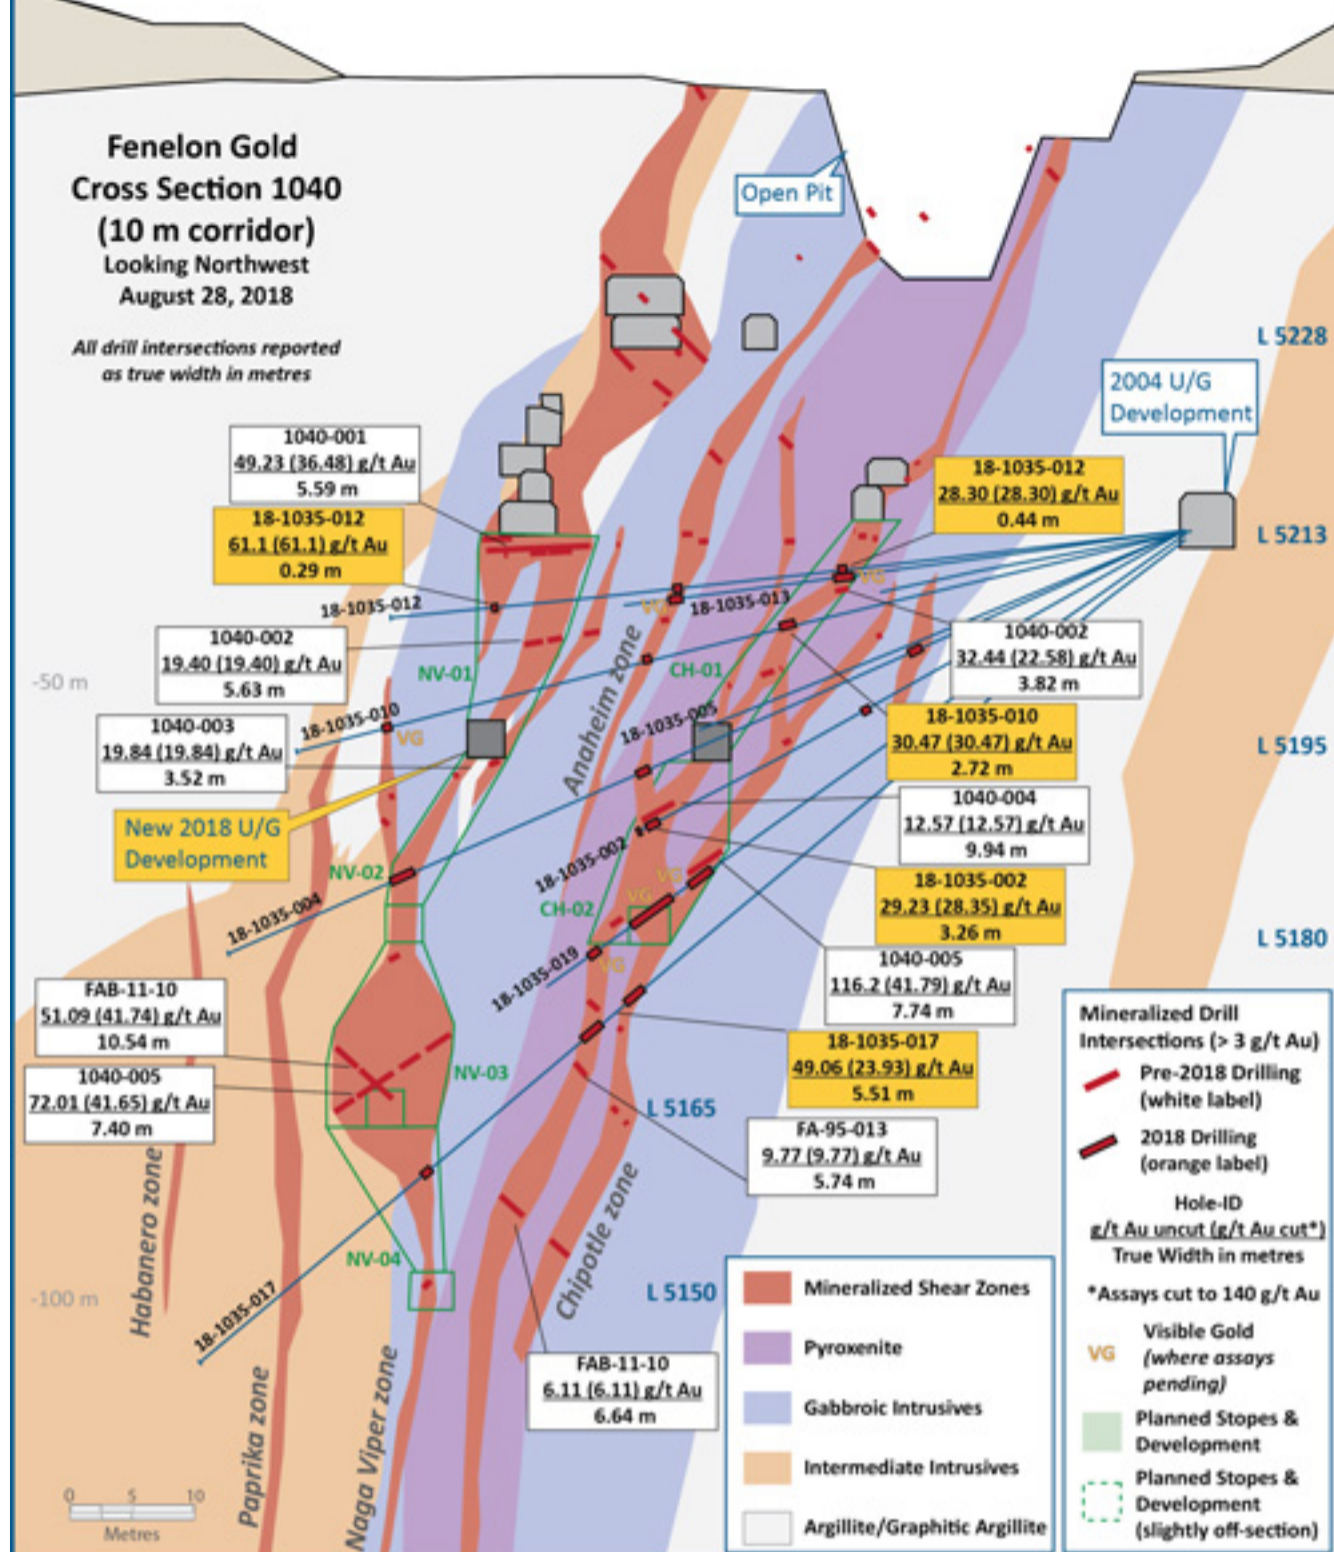 Fenelon Gold
Cross Section 1040
(10 m corridor)
Looking Northwest
August 28, 2018
All drill intersections reported
as true width in metres
Open Pit
L 5228
2004 U/G
Development
1040-001
49.23 (36.48) g/t Au
5.59 m
18-1035-012
28.30 (28.30) g/t Au
0.44 m
18-1035-012
61.1 (61.1) g/t Au
0.29 m
L 5213
VG
18-1035-012
VG
18-1035-013
1040-002
19.40 (19.40) g/t Au
5.63 m
1040-002
32.44 (22.58) g/t Au
3.82 m
-50 m
NV-01
Anaheim zone
CH-01
18-1035-010
VG
18-1035-005
1040-003
19.84 (19.84) g/t Au
3.52 m
18-1035-010
30.47 (30.47) g/t Au
2.72 m
L 5195
New 2018 U/G
Development
1040-004
12.57 (12.57) g/t Au
9.94 m
NV-02
18-1035-002
VG
VG
18-1035-002
29.23 (28.35) g/t Au
3.26 m
18-1035-004
CH-02
L 5180
18-1035-019
VG
1040-005
116.2 (41.79) g/t Au
7.74 m
FAB-11-10
51.09 (41.74) g/t Au
10.54 m
18-1035-017
49.06 (23.93) g/t Au
5.51 m
1040-005
72.01 (41.65) g/t Au
7.40 m
NV-03
L 5165
FA-95-013
9.77 (9.77) g/t Au
5.74 m
Habanero zone
Chipotle zone
NV-04
-100 m
18-1035-017
L 5150
FAB-11-10
6.11 (6.11) g/t Au
6.64 m
Paprika zone
Naga Viper zone
0 5 10
Metres
Mineralized Shear Zones
Pyroxenite
Gabbroic Intrusives
Intermediate Intrusives
Argillite/Graphitic Argillite
Mineralized Drill
Intersections (> 3 g/t Au)
Pre-2018 Drilling
(white label)
2018 Drilling
(orange label)
Hole-ID
g/t Au uncut (g/t Au cut*)
True Width in metres
*Assays cut to 140 g/t Au
VG
Visible Gold
(where assays
pending)
Planned Stopes &
Development
Planned Stopes &
Development
(slightly off-section)